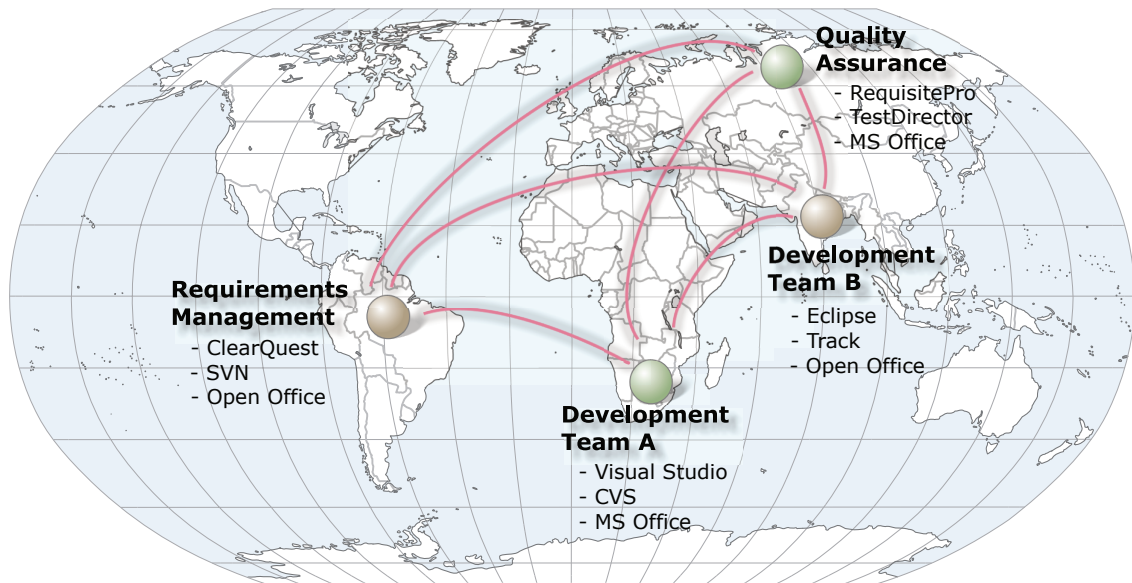 Quality
Assurance
- RequisitePro
- TestDirector
- MS Office
Development
Team B
- Eclipse
- Track
- Open Office
Requirements
Management
- ClearQuest
- SVN
- Open Office
Development
Team A
- Visual Studio
- CVS
- MS Office